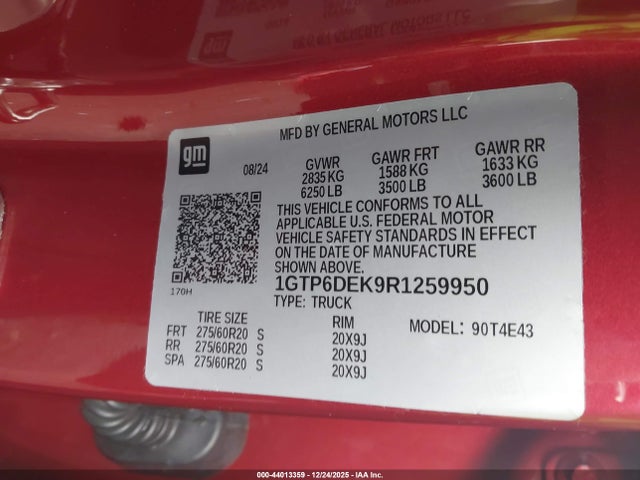 MFD BY GENERAL MOTORS LLC
gm
08/24
GVWR GAWR FRT GAWR RR
2835 KG 1588 KG 1633 KG
6250 LB 3500 LB 3600 LB
THIS VEHICLE CONFORMS TO ALL
APPLICABLE U.S. FEDERAL MOTOR
VEHICLE SAFETY STANDARDS IN EFFECT
ON THE DATE OF MANUFACTURE
SHOWN ABOVE.
170H
1GTP6DEK9R1259950
TYPE: TRUCK
TIRE SIZE RIM MODEL: 90T4E43
FRT 275/60R20 S 20X9J
RR 275/60R20 S 20X9J
SPA 275/60R20 S 20X9J
000-44013359 - 12/24/2025 - IAA Inc.